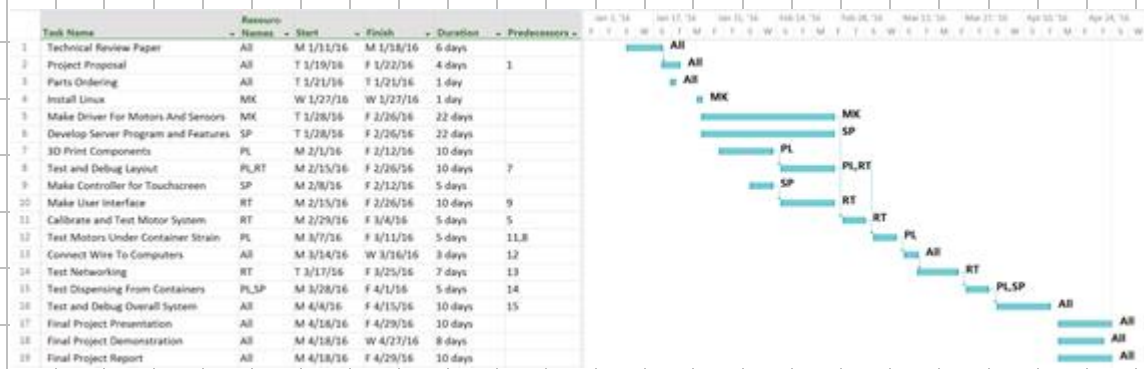 Resource
Task Name Names Start Finish Duration Predecessors
1 Technical Review Paper All M 1/11/16 M 1/18/16 6 days All
2 Project Proposal All T 1/19/16 F 1/22/16 4 days 1 All
3 Parts Ordering All T 1/21/16 T 1/21/16 1 day All
4 Install Linux MK W 1/27/16 W 1/27/16 1 day MK
5 Make Driver For Motors And Sensors MK T 1/28/16 F 2/26/16 22 days MK
6 Develop Server Program and Features SP T 1/28/16 F 2/26/16 22 days SP
7 3D Print Components PL M 2/1/16 F 2/12/16 10 days PL
8 Test and Debug Layout PL,RT M 2/15/16 F 2/26/16 10 days 7 PL,RT
9 Make Controller for Touchscreen SP M 2/8/16 F 2/12/16 5 days SP
10 Make User Interface RT M 2/15/16 F 2/26/16 10 days 9 RT
11 Calibrate and Test Motor System RT M 2/29/16 F 3/4/16 5 days 5 RT
12 Test Motors Under Container Strain PL M 3/7/16 F 3/11/16 5 days 11,8 PL
13 Connect Wire To Computers All M 3/14/16 W 3/16/16 3 days 12 All
14 Test Networking RT T 3/17/16 F 3/25/16 7 days 13 RT
15 Test Dispensing From Containers PL,SP M 3/28/16 F 4/1/16 5 days 14 PL,SP
16 Test and Debug Overall System All M 4/4/16 F 4/15/16 10 days 15 All
17 Final Project Presentation All M 4/18/16 F 4/29/16 10 days All
18 Final Project Demonstration All M 4/18/16 W 4/27/16 8 days All
19 Final Project Report All M 4/18/16 F 4/29/16 10 days All